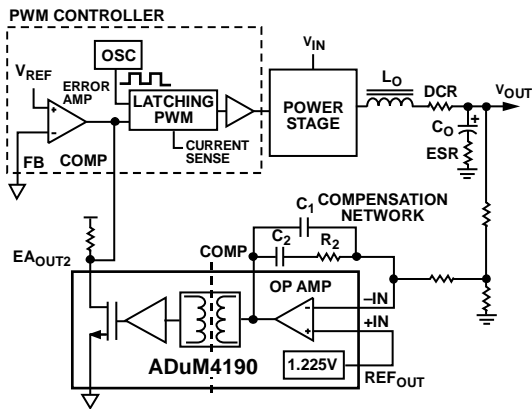 PWM CONTROLLER
OSC
VREF
ERROR
AMP
LATCHING
PWM
CURRENT
SENSE
FB
COMP
VIN
POWER
STAGE
LO
DCR
VOUT
CO
+
ESR
C1
COMPENSATION
NETWORK
C2
R2
COMP
EAOUT2
OP AMP
–IN
+IN
ADuM4190
1.225V
REFOUT